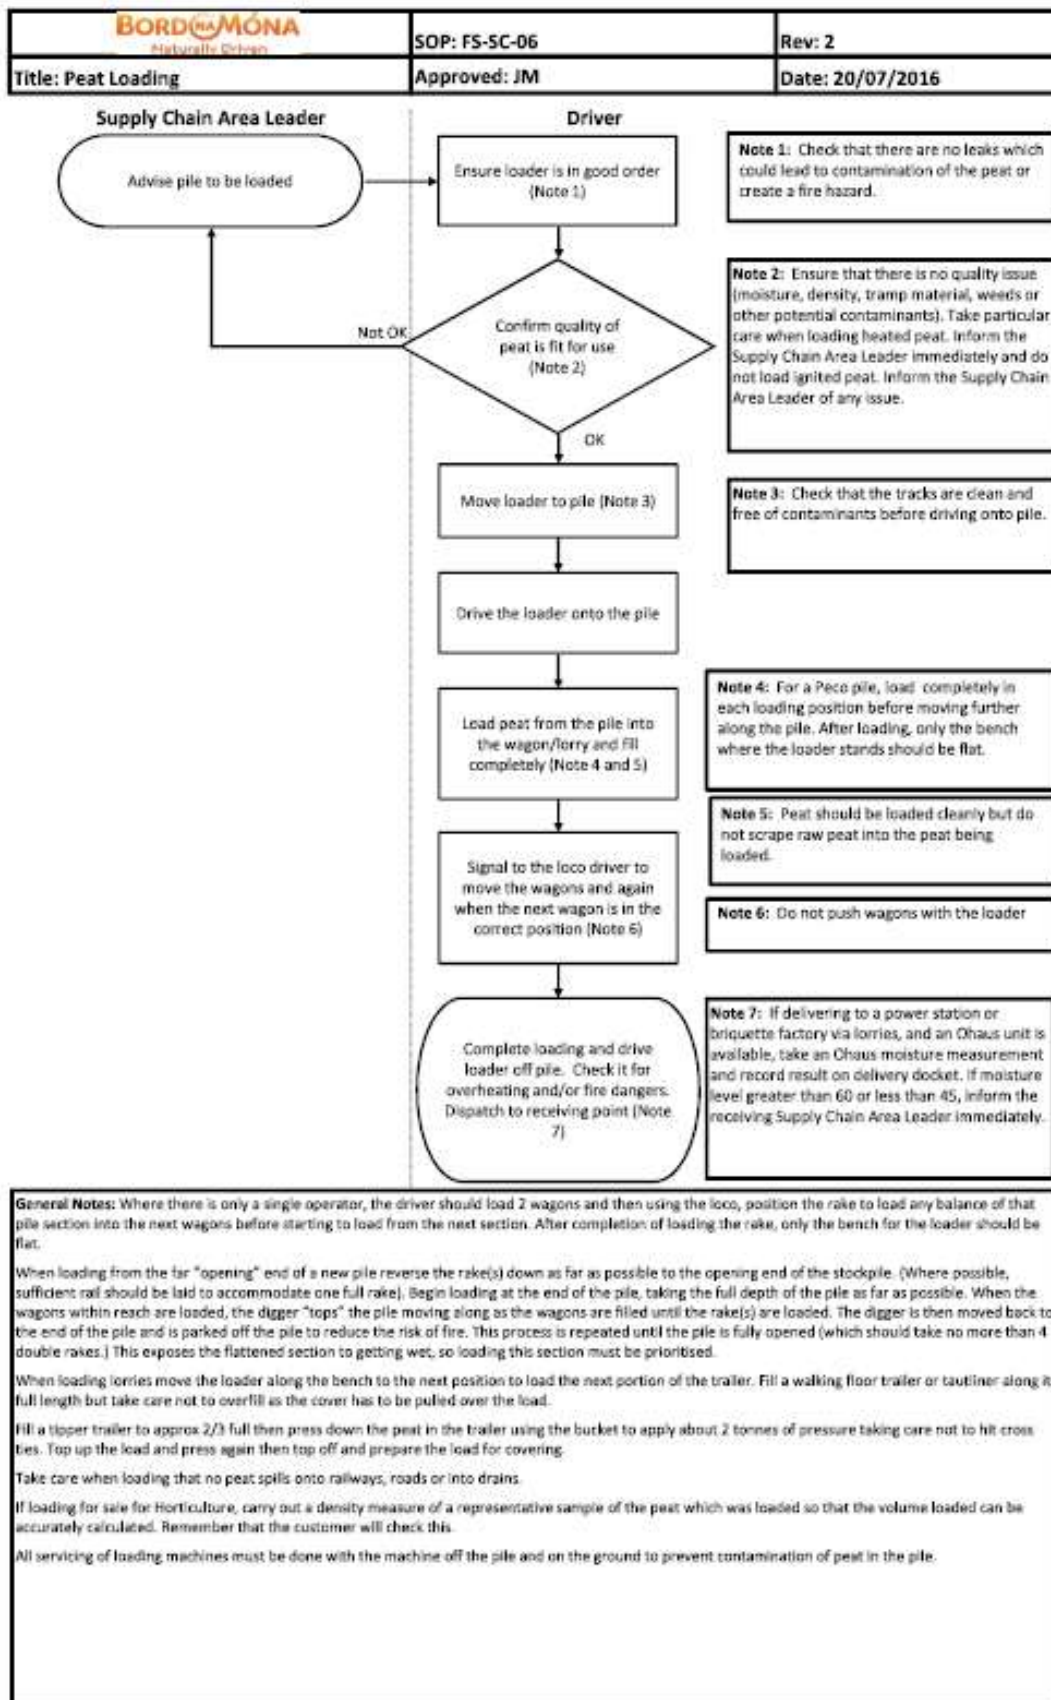 BORD NA MÓNA
Naturally Driven
SOP: FS-SC-06
Rev: 2
Title: Peat Loading
Approved: JM
Date: 20/07/2016
Supply Chain Area Leader
Driver
Advise pile to be loaded
Ensure loader is in good order
(Note 1)
Note 1: Check that there are no leaks which
could lead to contamination of the peat or
create a fire hazard.
Not OK
Confirm quality of
peat is fit for use
(Note 2)
OK
Note 2: Ensure that there is no quality issue
(moisture, density, tramp material, weeds or
other potential contaminants). Take particular
care when loading heated peat. Inform the
Supply Chain Area Leader immediately and do
not load ignited peat. Inform the Supply Chain
Area Leader of any issue.
Move loader to pile (Note 3)
Note 3: Check that the tracks are clean and
free of contaminants before driving onto pile.
Drive the loader onto the pile
Load peat from the pile into
the wagon/lorry and fill
completely (Note 4 and 5)
Note 4: For a Peco pile, load completely in
each loading position before moving further
along the pile. After loading, only the bench
where the loader stands should be flat.
Note 5: Peat should be loaded cleanly but do
not scrape raw peat into the peat being
loaded.
Signal to the loco driver to
move the wagons and again
when the next wagon is in the
correct position (Note 6)
Note 6: Do not push wagons with the loader
Complete loading and drive
loader off pile. Check it for
overheating and/or fire dangers.
Dispatch to receiving point (Note
7)
Note 7: If delivering to a power station or
briquette factory via lorries, and an Ohaus unit is
available, take an Ohaus moisture measurement
and record result on delivery docket. If moisture
level greater than 60 or less than 45, inform the
receiving Supply Chain Area Leader immediately.
General Notes: Where there is only a single operator, the driver should load 2 wagons and then using the loco, position the rake to load any balance of that
pile section into the next wagons before starting to load from the next section. After completion of loading the rake, only the bench for the loader should be
flat.
When loading from the far "opening" end of a new pile reverse the rake(s) down as far as possible to the opening end of the stockpile. (Where possible,
sufficient rail should be laid to accommodate one full rake). Begin loading at the end of the pile, taking the full depth of the pile as far as possible. When the
wagons within reach are loaded, the digger "tops" the pile moving along as the wagons are filled until the rake(s) are loaded. The digger is then moved back to
the end of the pile and is parked off the pile to reduce the risk of fire. This process is repeated until the pile is fully opened (which should take no more than 4
double rakes.) This exposes the flattened section to getting wet, so loading this section must be prioritised.
When loading lorries move the loader along the bench to the next position to load the next portion of the trailer. Fill a walking floor trailer or tautliner along
full length but take care not to overfill as the cover has to be pulled over the load.
Fill a tipper trailer to approx 2/3 full then press down the peat in the trailer using the bucket to apply about 2 tonnes of pressure taking care not to hit cross
ties. Top up the load and press again then top off and prepare the load for covering.
Take care when loading that no peat spills onto railways, roads or into drains.
If loading for sale for Horticulture, carry out a density measure of a representative sample of the peat which was loaded so that the volume loaded can be
accurately calculated. Remember that the customer will check this.
All servicing of loading machines must be done with the machine off the pile and on the ground to prevent contamination of peat in the pile.